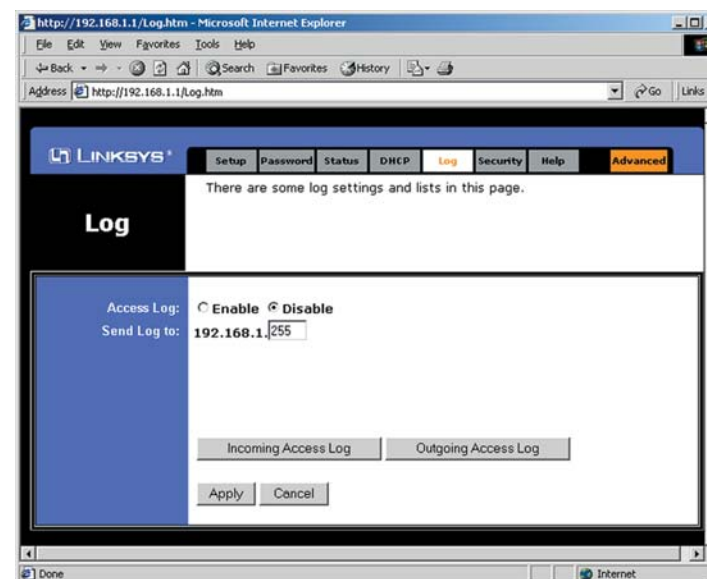 http://192.168.1.1/Log.htm - Microsoft Internet Explorer
File Edit View Favorites Tools Help
Back Search Favorites History
Address http://192.168.1.1/Log.htm Go Links
LINKSYS® Setup Password Status DHCP Log Security Help Advanced
There are some log settings and lists in this page.
Log
Access Log: Enable Disable
Send Log to: 192.168.1.255
Incoming Access Log Outgoing Access Log
Apply Cancel
Done Internet